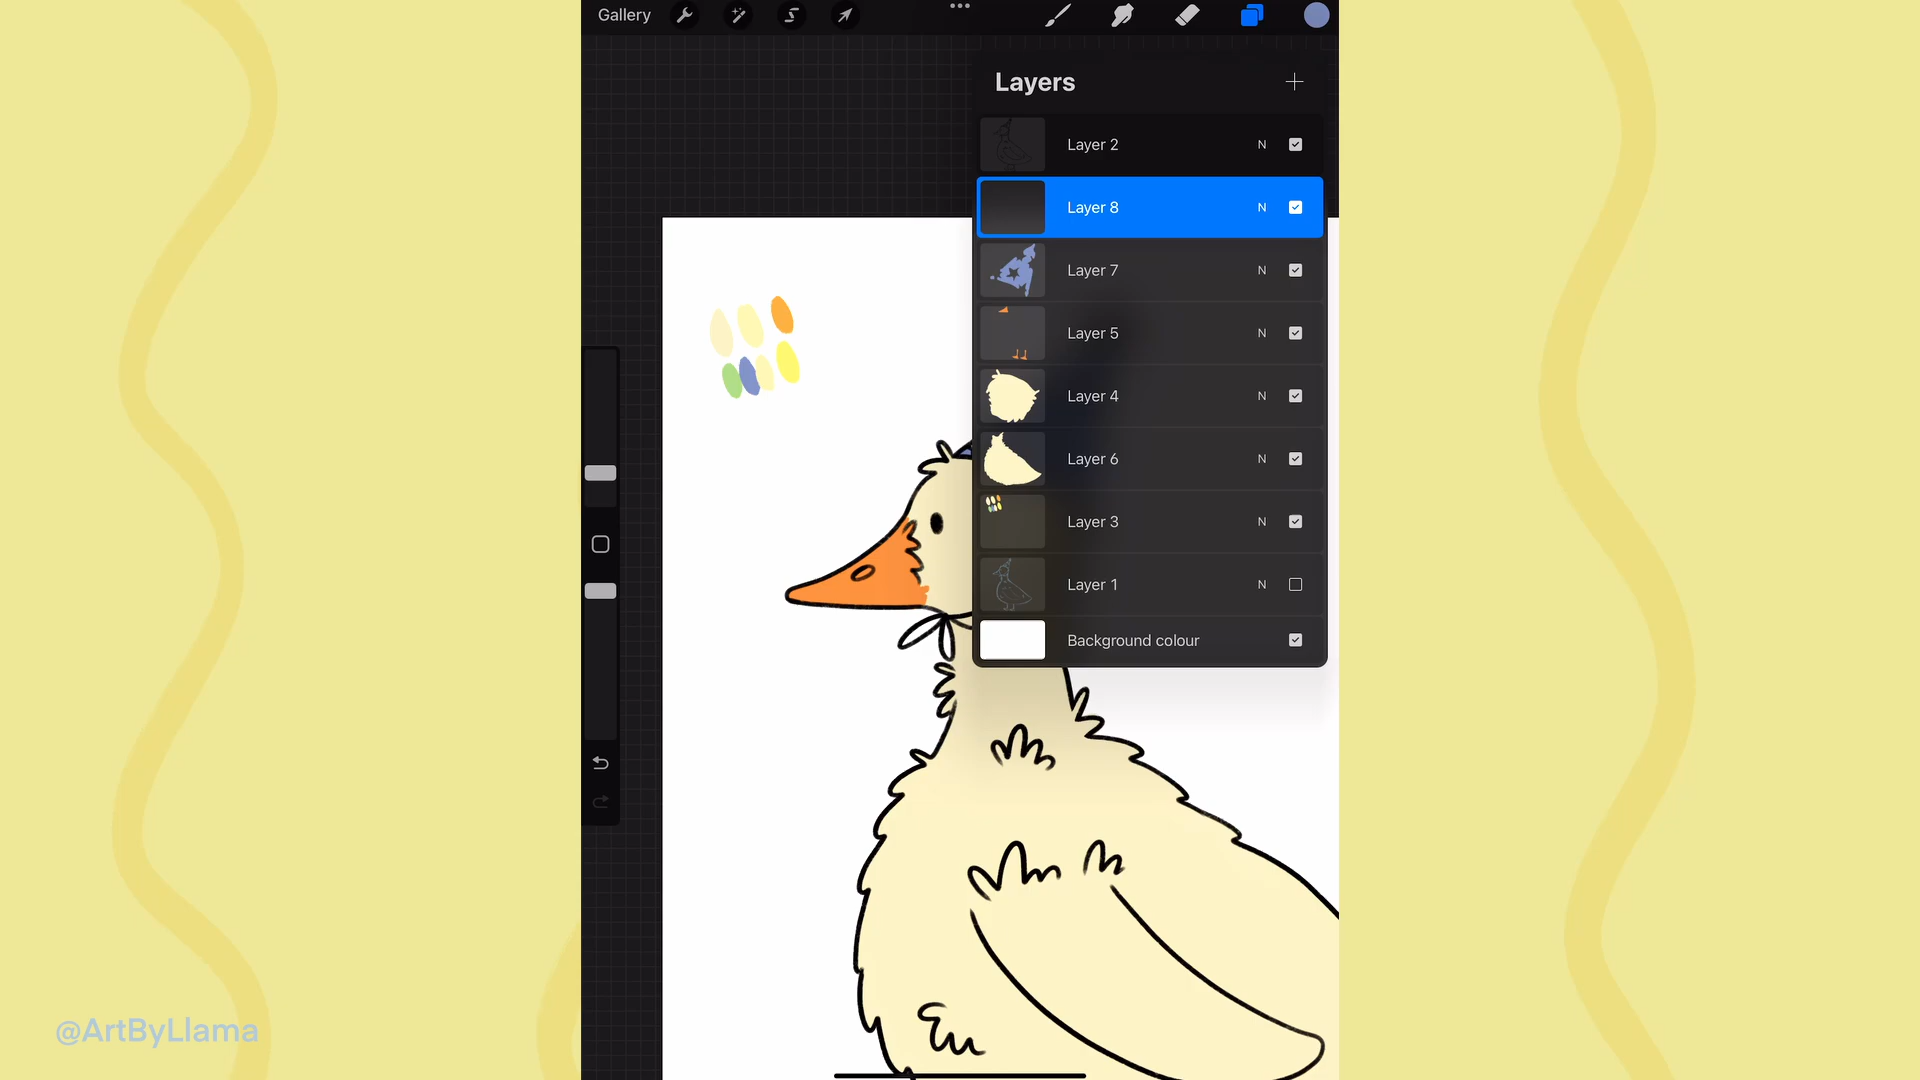 Gallery
Layers
Layer 2 N
Layer 8 N
Layer 7 N
Layer 5 N
Layer 4 N
Layer 6 N
Layer 3 N
Layer 1 N
Background colour
@ArtByLlama